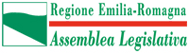 Regione Emilia-Romagna
Assemblea Legislativa